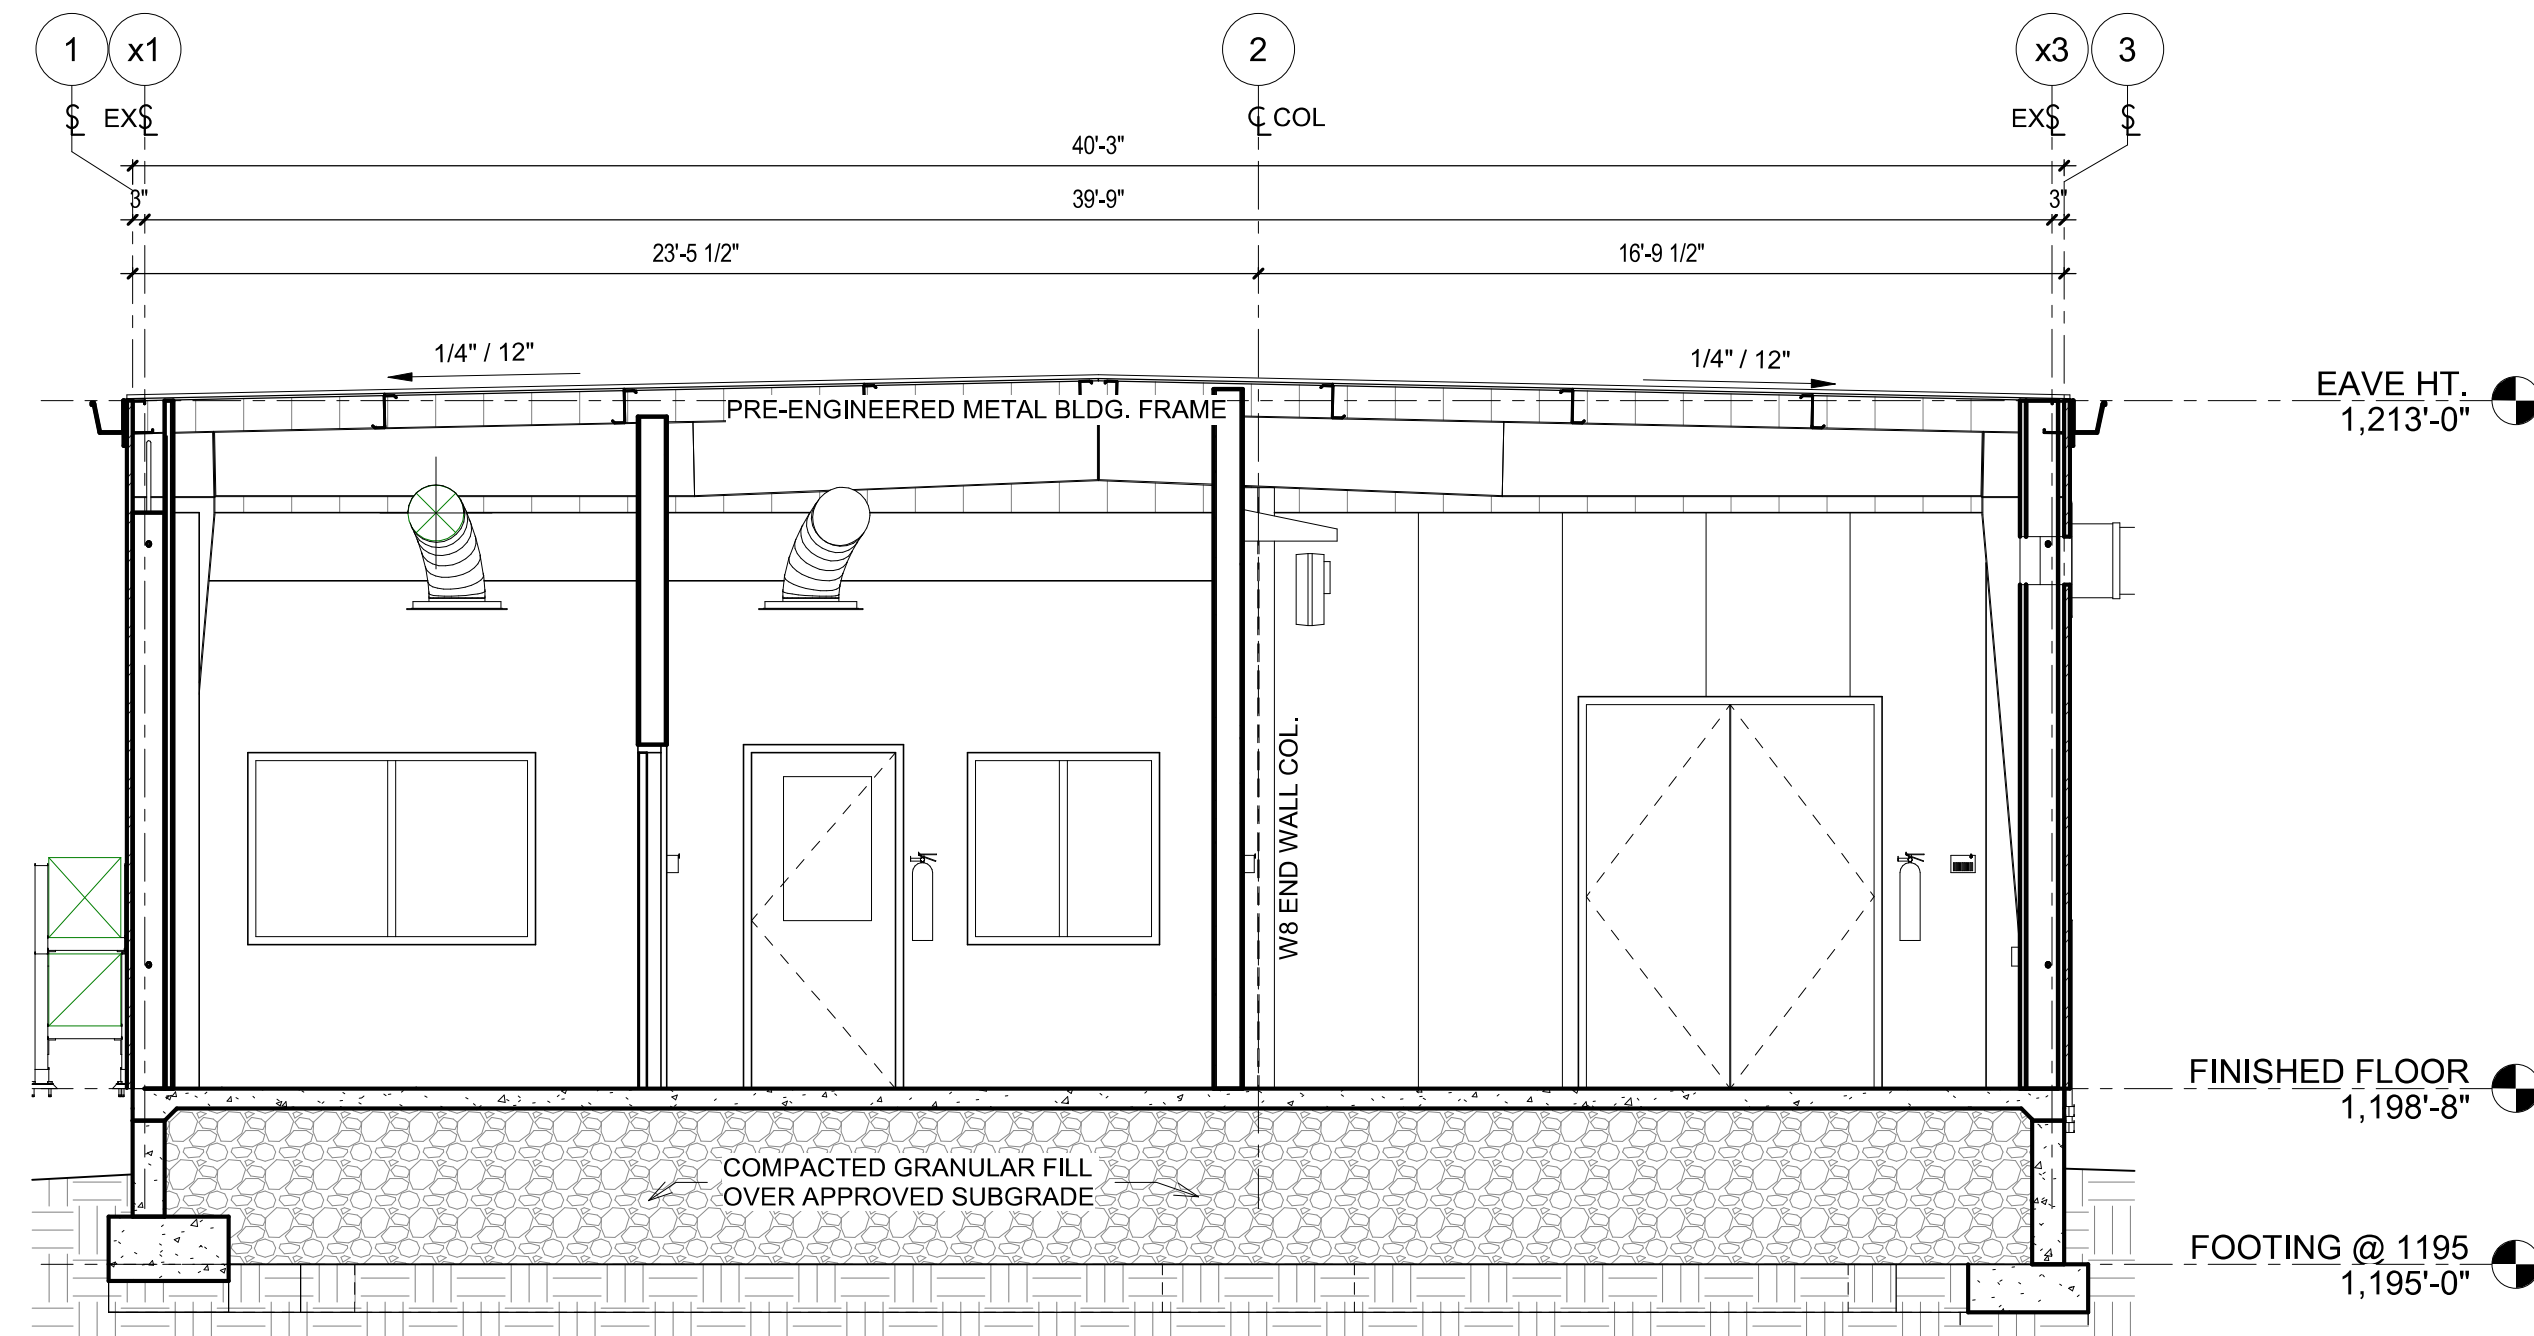 1
x1
2
x3
3
EX
COL
EX
40'-3"
3"
39'-9"
3"
23'-5 1/2"
16'-9 1/2"
1/4" / 12"
1/4" / 12"
PRE-ENGINEERED METAL BLDG. FRAME
EAVE HT.
1,213'-0"
W8 END WALL COL.
FINISHED FLOOR
1,198'-8"
COMPACTED GRANULAR FILL
OVER APPROVED SUBGRADE
FOOTING @ 1195
1,195'-0"